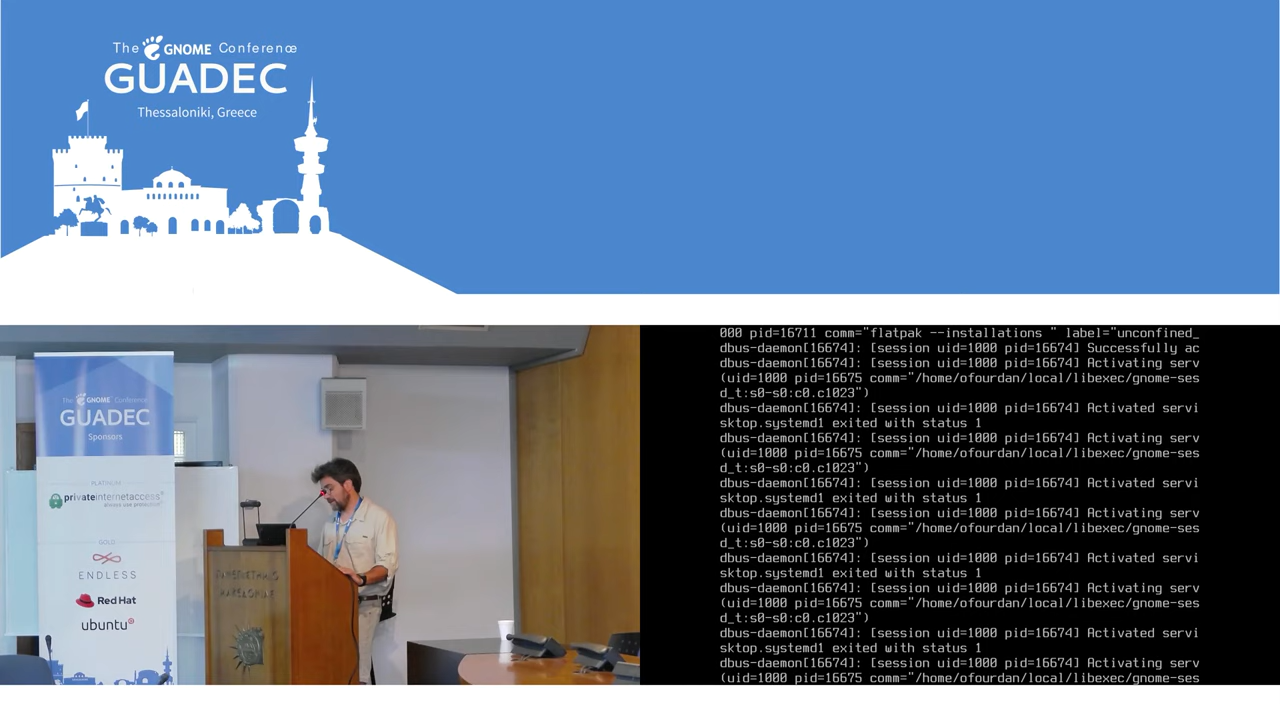 The GNOME Conference
GUADEC
Thessaloniki, Greece
The GNOME Conference
GUADEC
Sponsors
PLATINUM
privateinternetaccess®
always use protection®
GOLD
ENDLESS
Red Hat
ubuntu
000 pid=16711 comm="flatpak --installations " label="unconfined_
dbus-daemon[16674]: [session uid=1000 pid=16674] Successfully ac
dbus-daemon[16674]: [session uid=1000 pid=16674] Activating serv
(uid=1000 pid=16675 comm="/home/ofourdan/local/libexec/gnome-ses
d_t:s0-s0:c0.c1023")
dbus-daemon[16674]: [session uid=1000 pid=16674] Activated servi
sktop.systemd1 exited with status 1
dbus-daemon[16674]: [session uid=1000 pid=16674] Activating serv
(uid=1000 pid=16675 comm="/home/ofourdan/local/libexec/gnome-ses
d_t:s0-s0:c0.c1023")
dbus-daemon[16674]: [session uid=1000 pid=16674] Activated servi
sktop.systemd1 exited with status 1
dbus-daemon[16674]: [session uid=1000 pid=16674] Activating serv
(uid=1000 pid=16675 comm="/home/ofourdan/local/libexec/gnome-ses
d_t:s0-s0:c0.c1023")
dbus-daemon[16674]: [session uid=1000 pid=16674] Activated servi
sktop.systemd1 exited with status 1
dbus-daemon[16674]: [session uid=1000 pid=16674] Activating serv
(uid=1000 pid=16675 comm="/home/ofourdan/local/libexec/gnome-ses
d_t:s0-s0:c0.c1023")
dbus-daemon[16674]: [session uid=1000 pid=16674] Activated servi
sktop.systemd1 exited with status 1
dbus-daemon[16674]: [session uid=1000 pid=16674] Activating serv
(uid=1000 pid=16675 comm="/home/ofourdan/local/libexec/gnome-ses